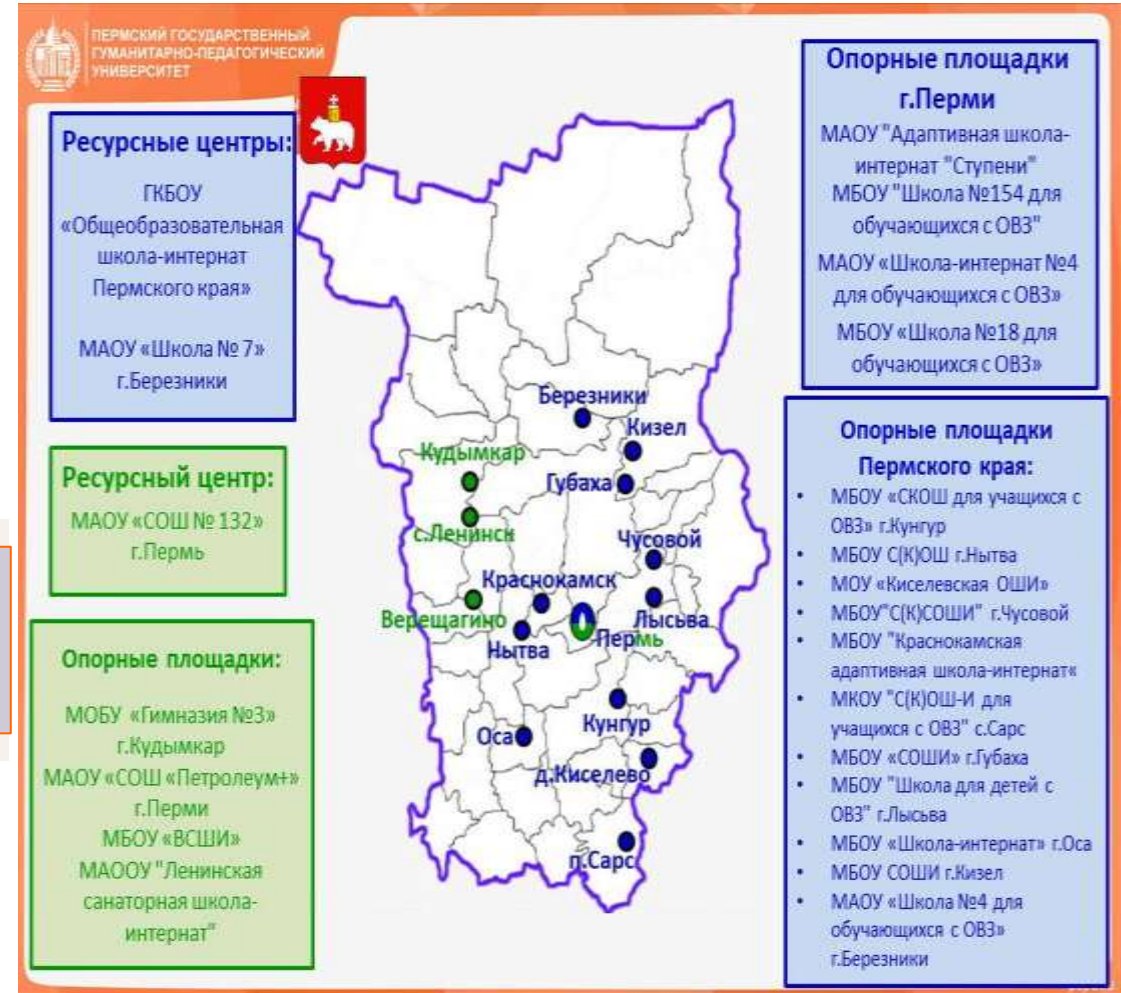 ПЕРМСКИЙ ГОСУДАРСТВЕННЫЙ
ГУМАНИТАРНО-ПЕДАГОГИЧЕСКИЙ
УНИВЕРСИТЕТ
Ресурсные центры:
ГКБОУ
«Общеобразовательная
школа-интернат
Пермского края»
МАОУ «Школа № 7»
г.Березники
Ресурсный центр:
МАОУ «СОШ № 132»
г.Пермь
Опорные площадки:
МОБУ «Гимназия №3»
г.Кудымкар
МАОУ «СОШ «Петролеум+»
г.Перми
МБОУ «ВСШИ»
МАООУ "Ленинская
санаторная школа-
интернат"
Березники
Кизел
Кудымкар
Губаха
с.Ленинск
Чусовой
Краснокамск
Верещагино
Лысьва
Пермь
Нытва
Кунгур
Оса
д.Киселево
п.Сарс
Опорные площадки
г.Перми
МАОУ "Адаптивная школа-
интернат "Ступени"
МБОУ "Школа №154 для
обучающихся с ОВЗ"
МАОУ «Школа-интернат №4
для обучающихся с ОВЗ»
МБОУ «Школа №18 для
обучающихся с ОВЗ»
Опорные площадки
Пермского края:
• МБОУ «СКОШ для учащихся с
ОВЗ» г.Кунгур
• МБОУ С(К)ОШ г.Нытва
• МОУ «Киселевская ОШИ»
• МБОУ"С(К)СОШИ" г.Чусовой
• МБОУ "Краснокамская
адаптивная школа-интернат«
• МКОУ "С(К)ОШ-И для
учащихся с ОВЗ" с.Сарс
• МБОУ «СОШИ» г.Губаха
• МБОУ "Школа для детей с
ОВЗ" г.Лысьва
• МБОУ «Школа-интернат» г.Оса
• МБОУ СОШИ г.Кизел
• МАОУ «Школа №4 для
обучающихся с ОВЗ»
г.Березники